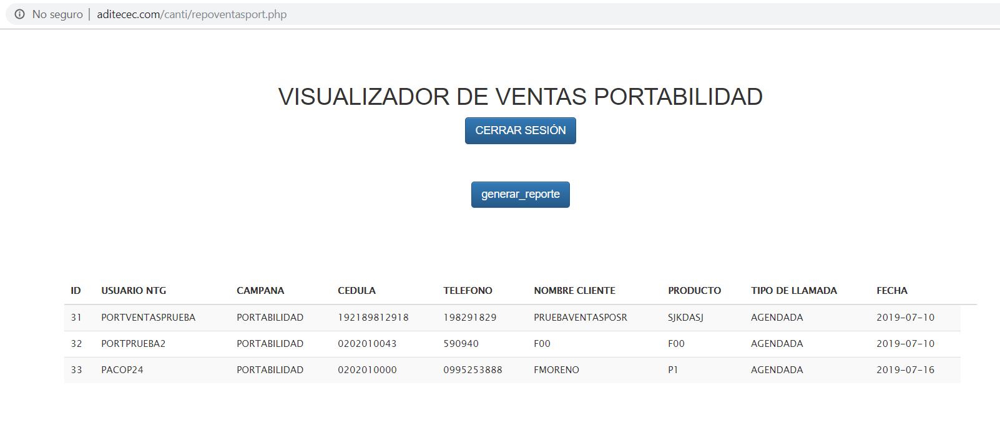 No seguro | aditecec.com/canti/repoventasport.php
VISUALIZADOR DE VENTAS PORTABILIDAD
CERRAR SESIÓN
generar_reporte
ID USUARIO NTG CAMPANA CEDULA TELEFONO NOMBRE CLIENTE PRODUCTO TIPO DE LLAMADA FECHA
31 PORTVENTASPRUEBA PORTABILIDAD 192189812918 198291829 PRUEBAVENTASPOSR SJKDASJ AGENDADA 2019-07-10
32 PORTPRUEBA2 PORTABILIDAD 0202010043 590940 F00 F00 AGENDADA 2019-07-10
33 PACOP24 PORTABILIDAD 0202010000 0995253888 FMORENO P1 AGENDADA 2019-07-16